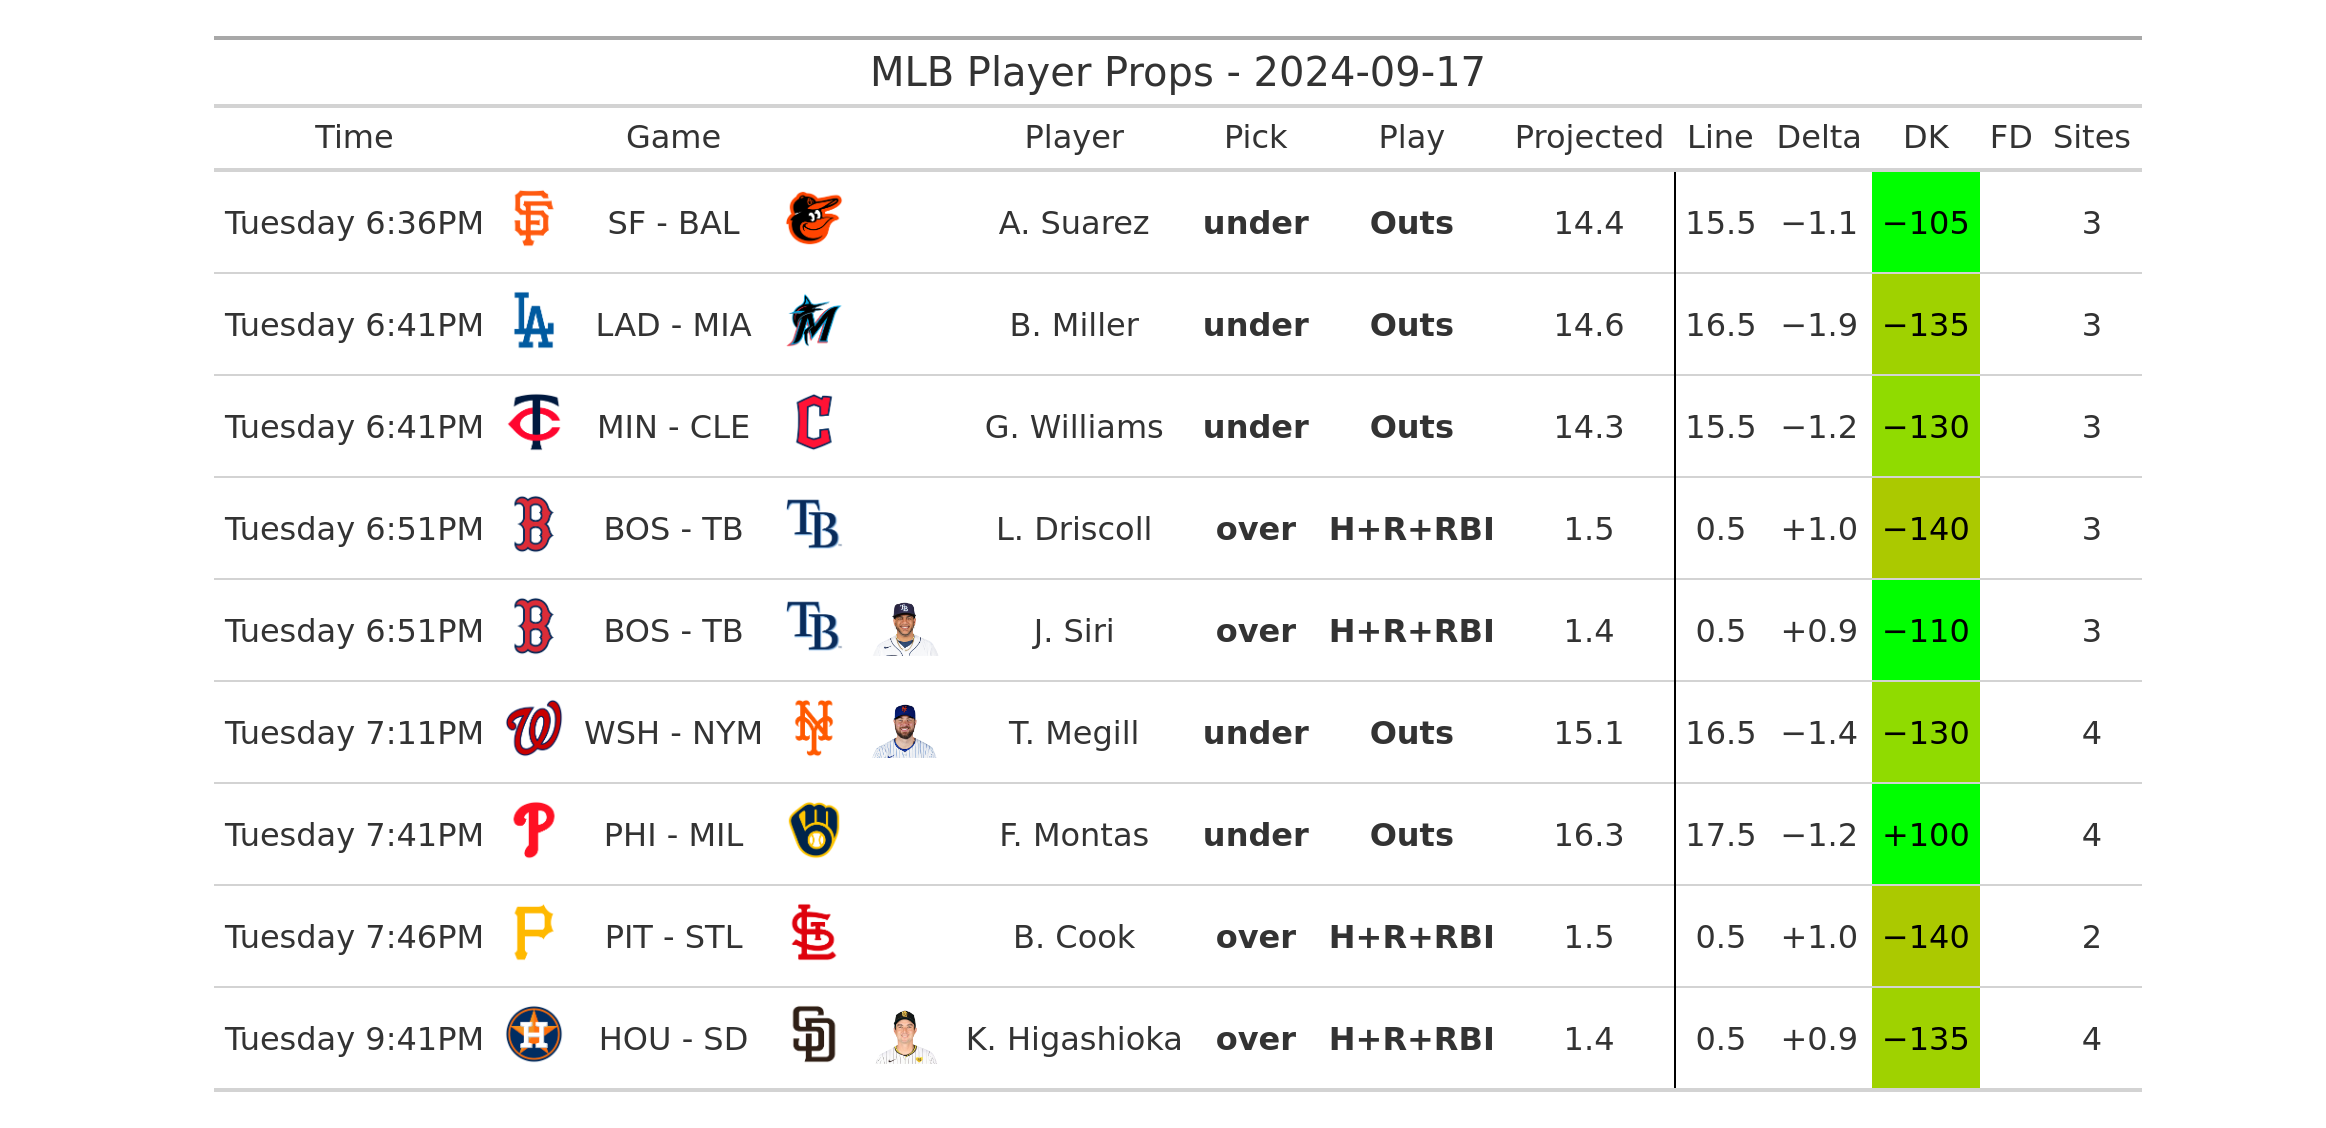 MLB Player Props - 2024-09-17
Time Game Player Pick Play Projected Line Delta DK FD Sites
Tuesday 6:36PM SF - BAL A. Suarez under Outs 14.4 15.5 −1.1 −105 3
Tuesday 6:41PM LAD - MIA B. Miller under Outs 14.6 16.5 −1.9 −135 3
Tuesday 6:41PM MIN - CLE G. Williams under Outs 14.3 15.5 −1.2 −130 3
Tuesday 6:51PM BOS - TB L. Driscoll over H+R+RBI 1.5 0.5 +1.0 −140 3
Tuesday 6:51PM BOS - TB J. Siri over H+R+RBI 1.4 0.5 +0.9 −110 3
Tuesday 7:11PM WSH - NYM T. Megill under Outs 15.1 16.5 −1.4 −130 4
Tuesday 7:41PM PHI - MIL F. Montas under Outs 16.3 17.5 −1.2 +100 4
Tuesday 7:46PM PIT - STL B. Cook over H+R+RBI 1.5 0.5 +1.0 −140 2
Tuesday 9:41PM HOU - SD K. Higashioka over H+R+RBI 1.4 0.5 +0.9 −135 4